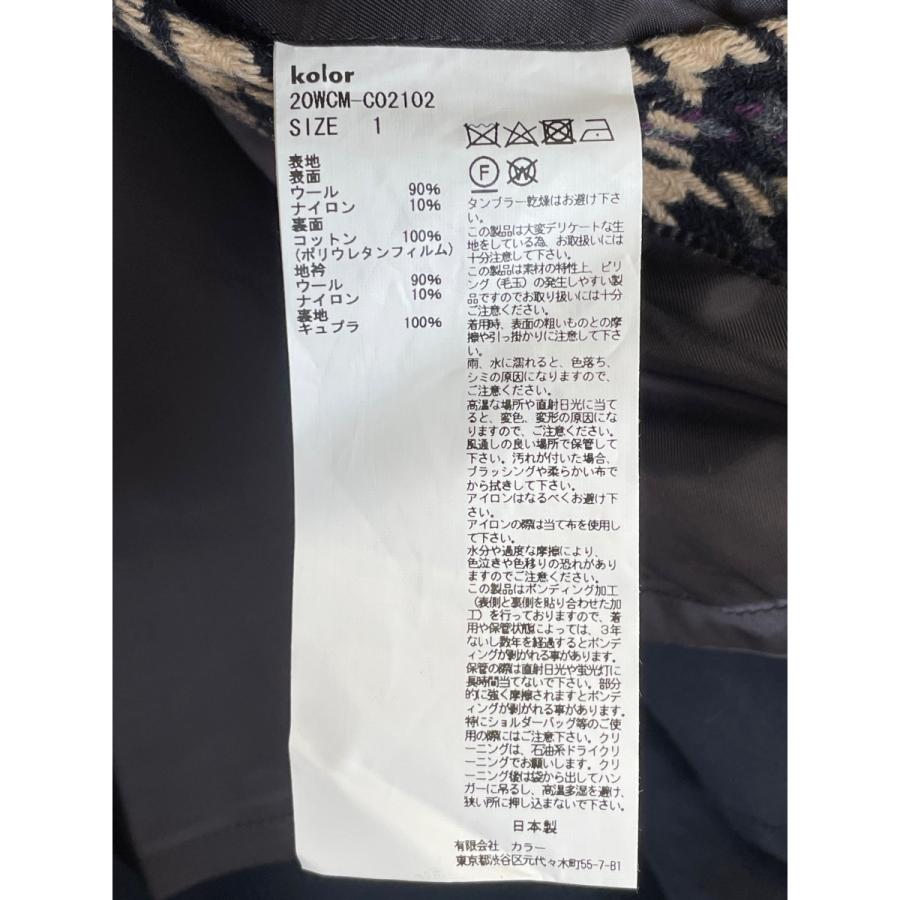 kolor
20WCM-C02102
SIZE 1
表地
表面
ウール 90%
ナイロン 10%
裏面
コットン 100%
(ポリウレタンフィルム)
地衿
ウール 90%
ナイロン 10%
裏地
キュプラ 100%
F W
タンブラー乾燥はお避け下さ
い。
この製品は大変デリケートな生
地をしている為、お取扱いには
十分注意して下さい。
この製品は素材の特性上、ピリ
ング(毛玉)の発生しやすい製
品ですのでお取り扱いには十分
ご注意ください。
着用時、表面の粗いものとの摩
擦や引っ掛かりに注意して下さ
い。
雨、水に濡れると、色落ち、
シミの原因になりますので、
ご注意ください。
高温な場所や直射日光に当て
ると、変色、変形の原因にな
りますので、ご注意ください。
風通しの良い場所で保管して
下さい。汚れが付いた場合、
ブラッシングや柔らかい布で
から拭きして下さい。
アイロンはなるべくお避け下
さい。
アイロンの際は当て布を使用し
て下さい。
水分や過度な摩擦により、
色泣きや色移りの恐れがあり
ますのでご注意下さい。
この製品はボンディング加工
(表側と裏側を貼り合わせた加
工)を行っておりますので、着
用や保管状態によっては、3年
ないし数年を経過するとボンデ
ィングが剥がれる事があります。
保管の際は直射日光や蛍光灯に
長時間当てないで下さい。部分
的に強く摩擦されますとボンデ
ィングが剥がれる事があります。
特にショルダーバッグ等のご使
用の際にはご注意下さい。クリ
ーニングは、石油系ドライクリ
ーニングでお願いします。クリ
ーニング後は袋から出してハン
ガーに吊るし、高温多湿を避け、
狭い所に押し込まないで下さい。
日本製
有限会社 カラー
東京都渋谷区元代々木町55-7-B1